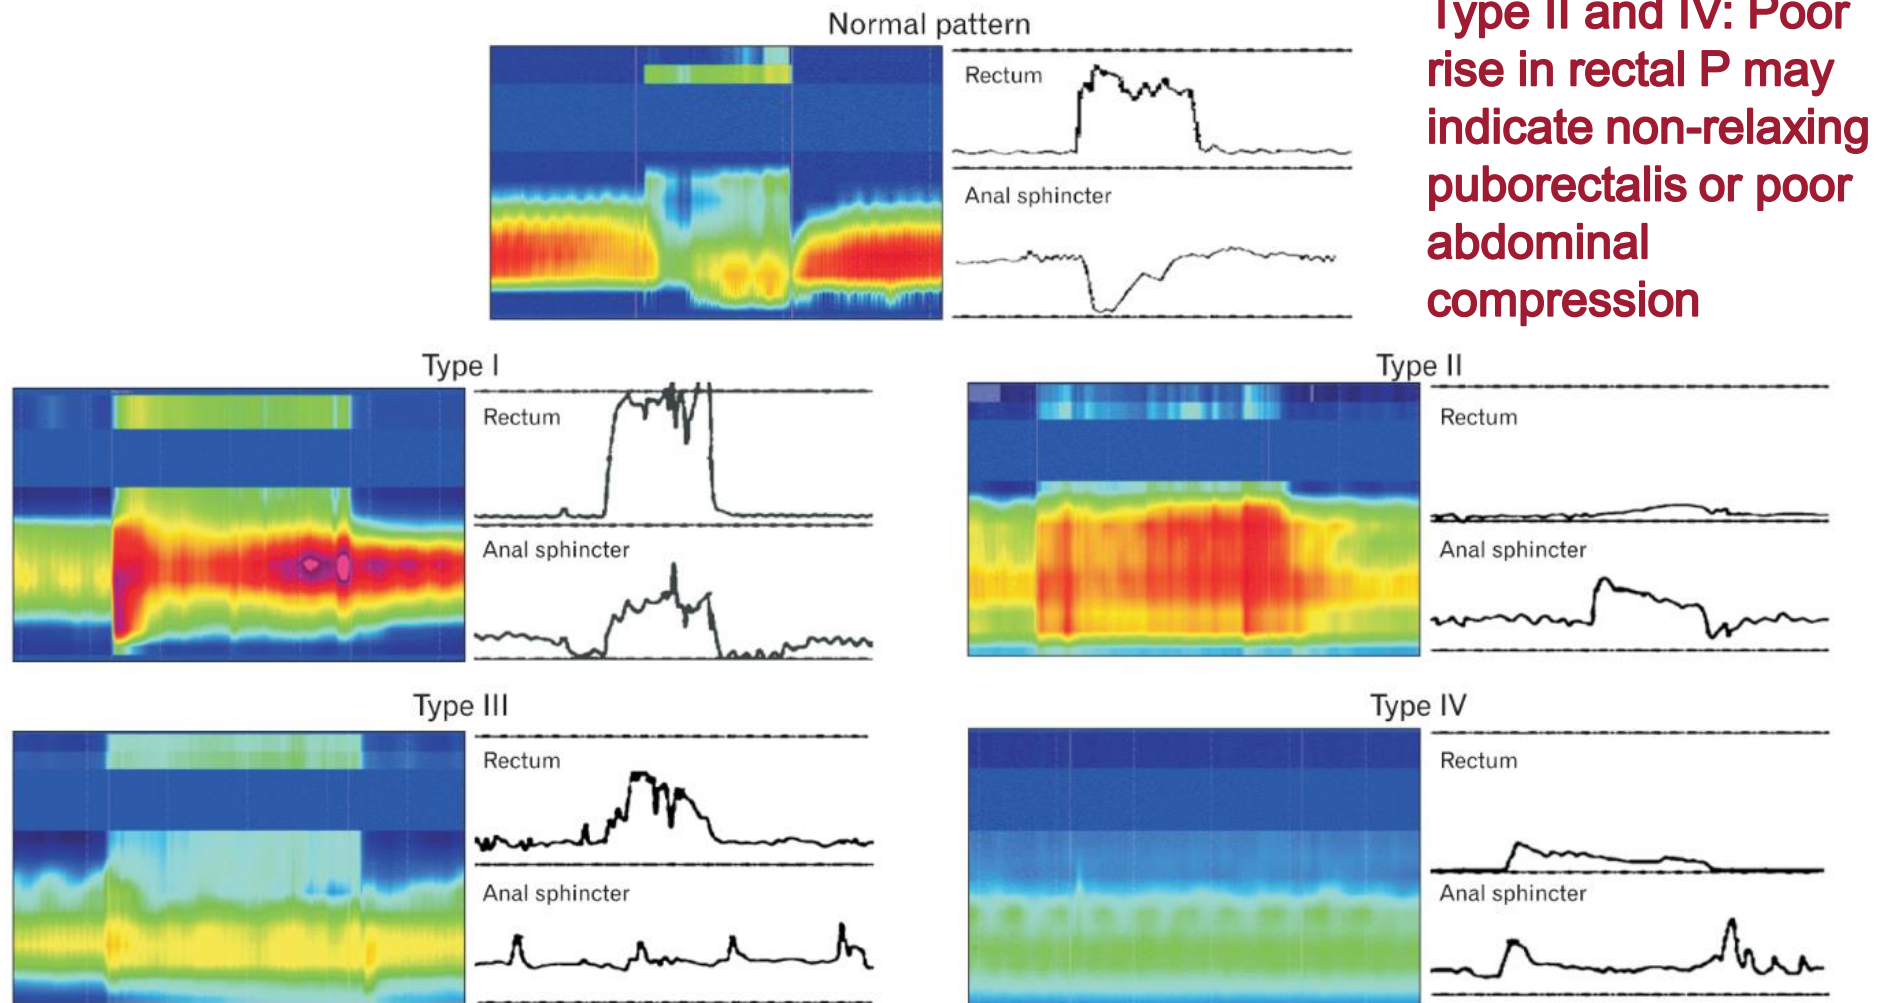 Normal pattern
Rectum
Anal sphincter
Type II and IV: Poor
rise in rectal P may
indicate non-relaxing
puborectalis or poor
abdominal
compression
Type I
Rectum
Anal sphincter
Type II
Rectum
Anal sphincter
Type III
Rectum
Anal sphincter
Type IV
Rectum
Anal sphincter